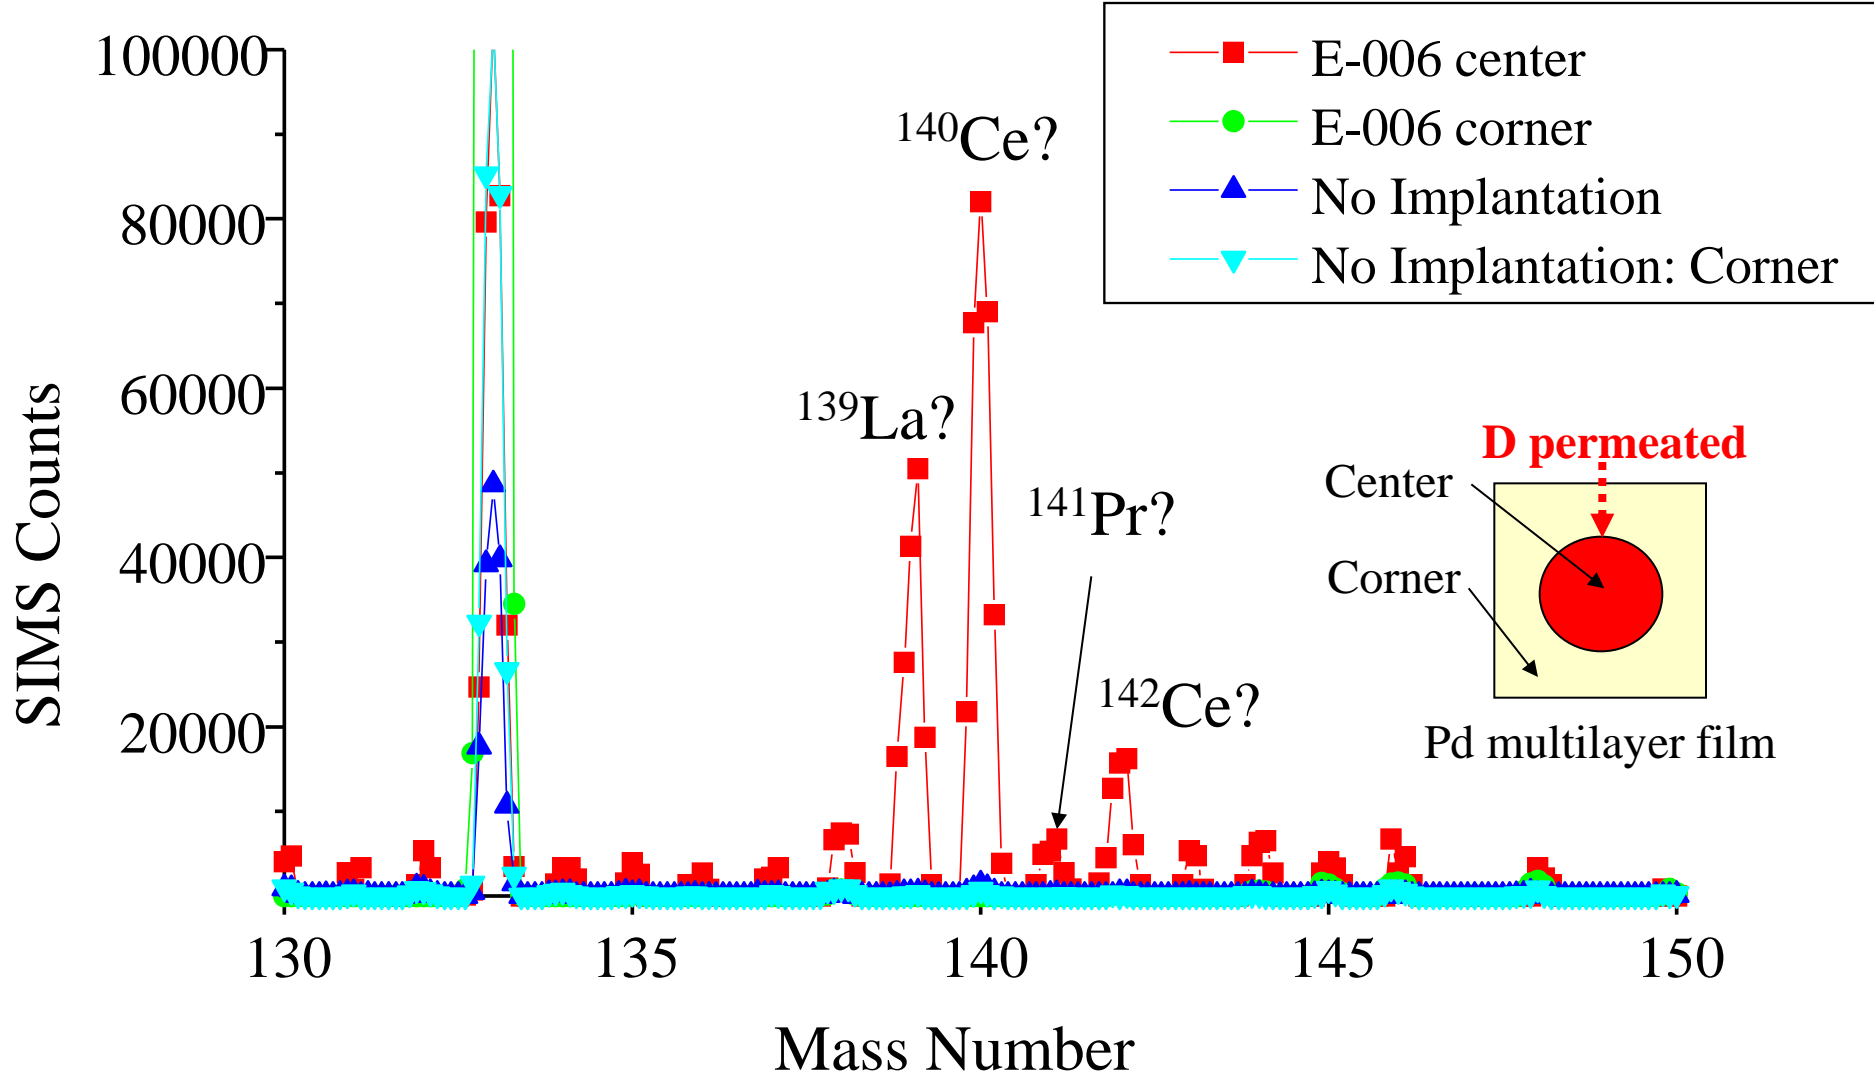 100000
80000
60000
40000
20000
SIMS Counts
130
135
140
145
150
Mass Number
E-006 center
E-006 corner
No Implantation
No Implantation: Corner
¹⁴⁰Ce?
¹³⁹La?
¹⁴¹Pr?
¹⁴²Ce?
D permeated
Center
Corner
Pd multilayer film